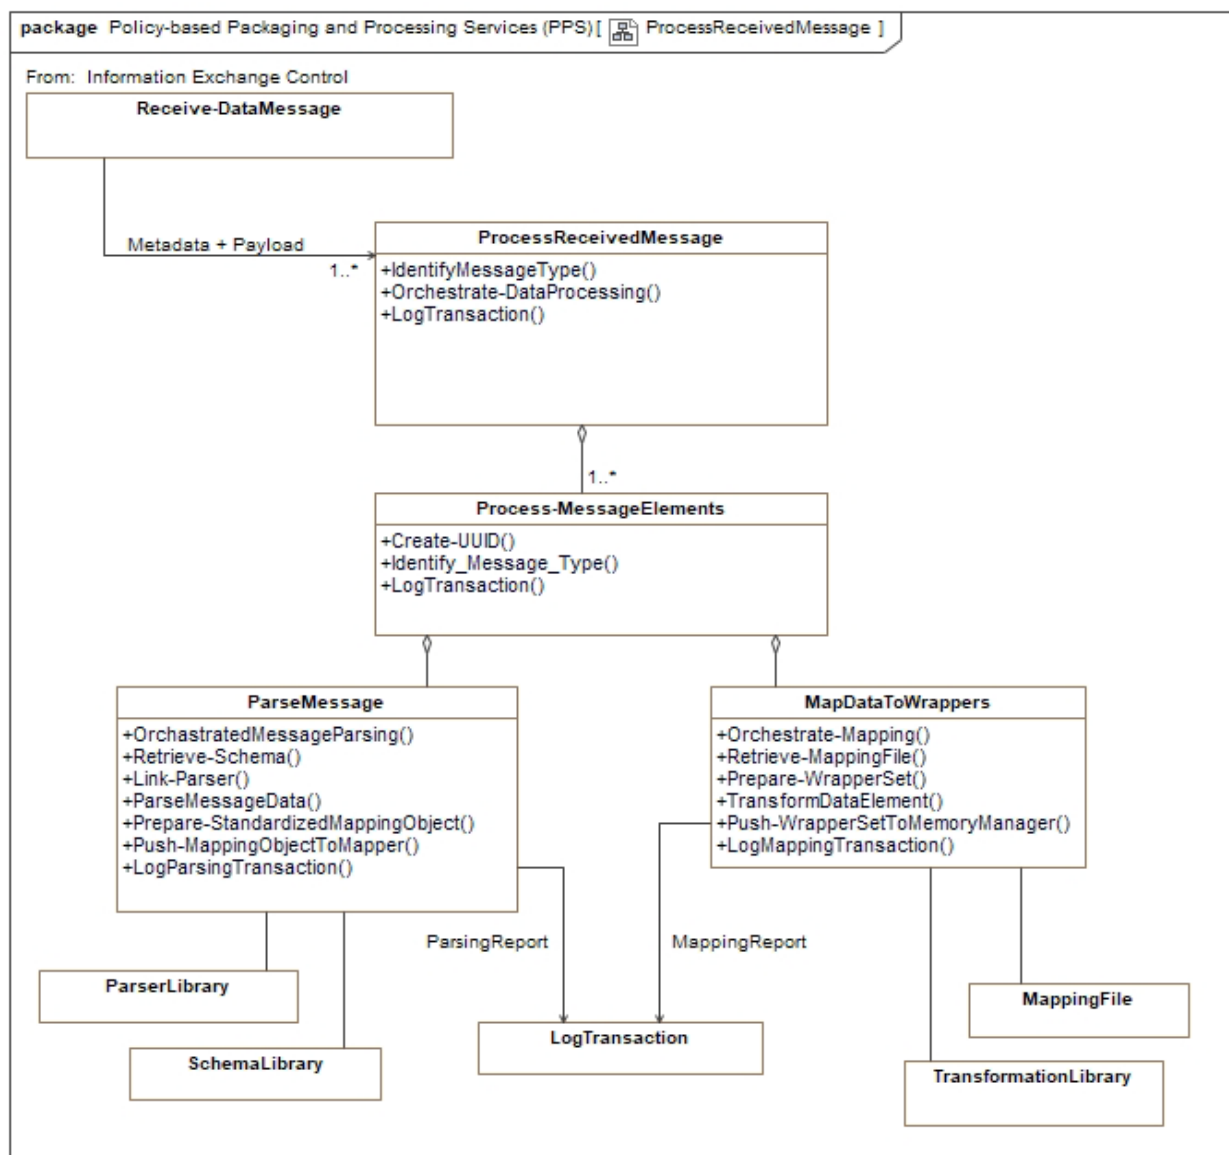 package Policy-based Packaging and Processing Services (PPS)[ ProcessReceivedMessage ]
From: Information Exchange Control
Receive-DataMessage
Metadata + Payload
1..*
ProcessReceivedMessage
+IdentifyMessageType()
+Orchestrate-DataProcessing()
+LogTransaction()
1..*
Process-MessageElements
+Create-UUID()
+Identify_Message_Type()
+LogTransaction()
ParseMessage
+OrchastratedMessageParsing()
+Retrieve-Schema()
+Link-Parser()
+ParseMessageData()
+Prepare-StandardizedMappingObject()
+Push-MappingObjectToMapper()
+LogParsingTransaction()
MapDataToWrappers
+Orchestrate-Mapping()
+Retrieve-MappingFile()
+Prepare-WrapperSet()
+TransformDataElement()
+Push-WrapperSetToMemoryManager()
+LogMappingTransaction()
ParsingReport
MappingReport
ParserLibrary
SchemaLibrary
LogTransaction
MappingFile
TransformationLibrary